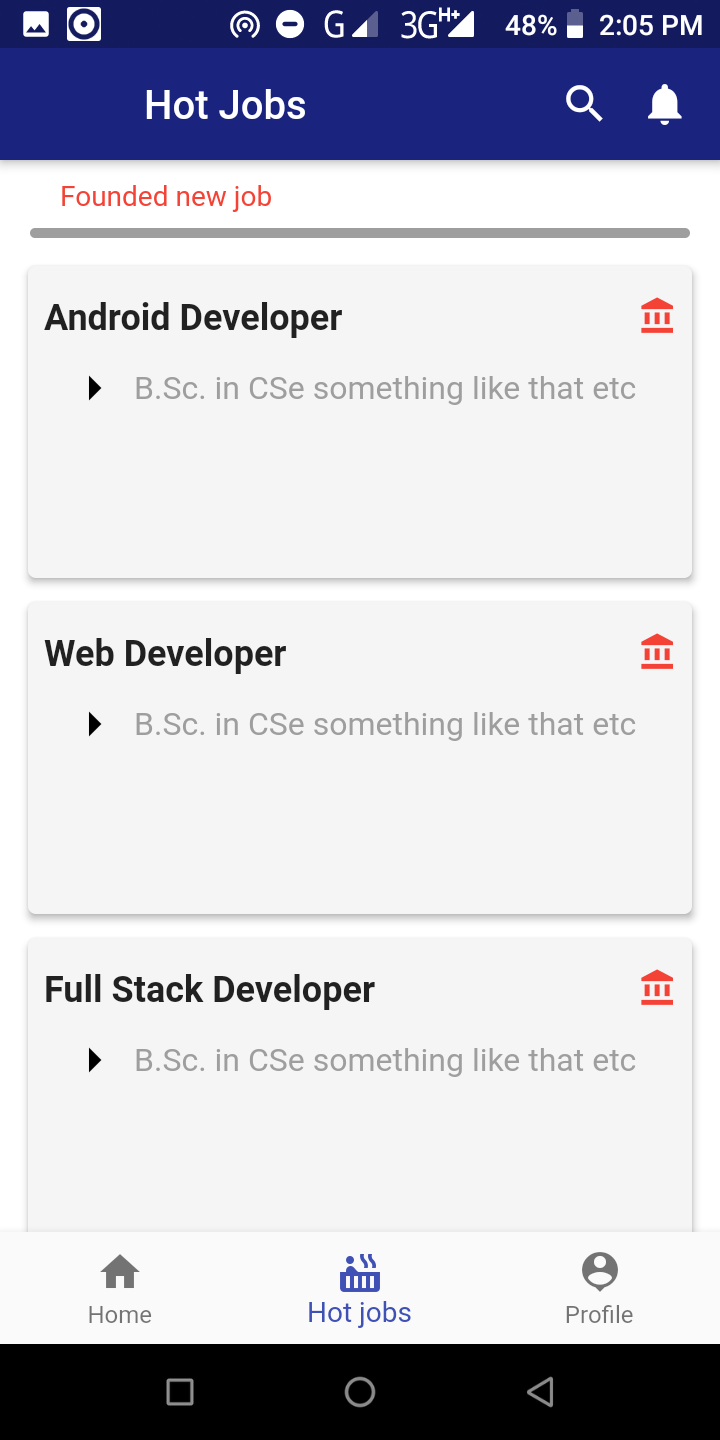 G 3G H+ 48% 2:05 PM
Hot Jobs
Founded new job
Android Developer
B.Sc. in CSe something like that etc
Web Developer
B.Sc. in CSe something like that etc
Full Stack Developer
B.Sc. in CSe something like that etc
Home Hot jobs Profile